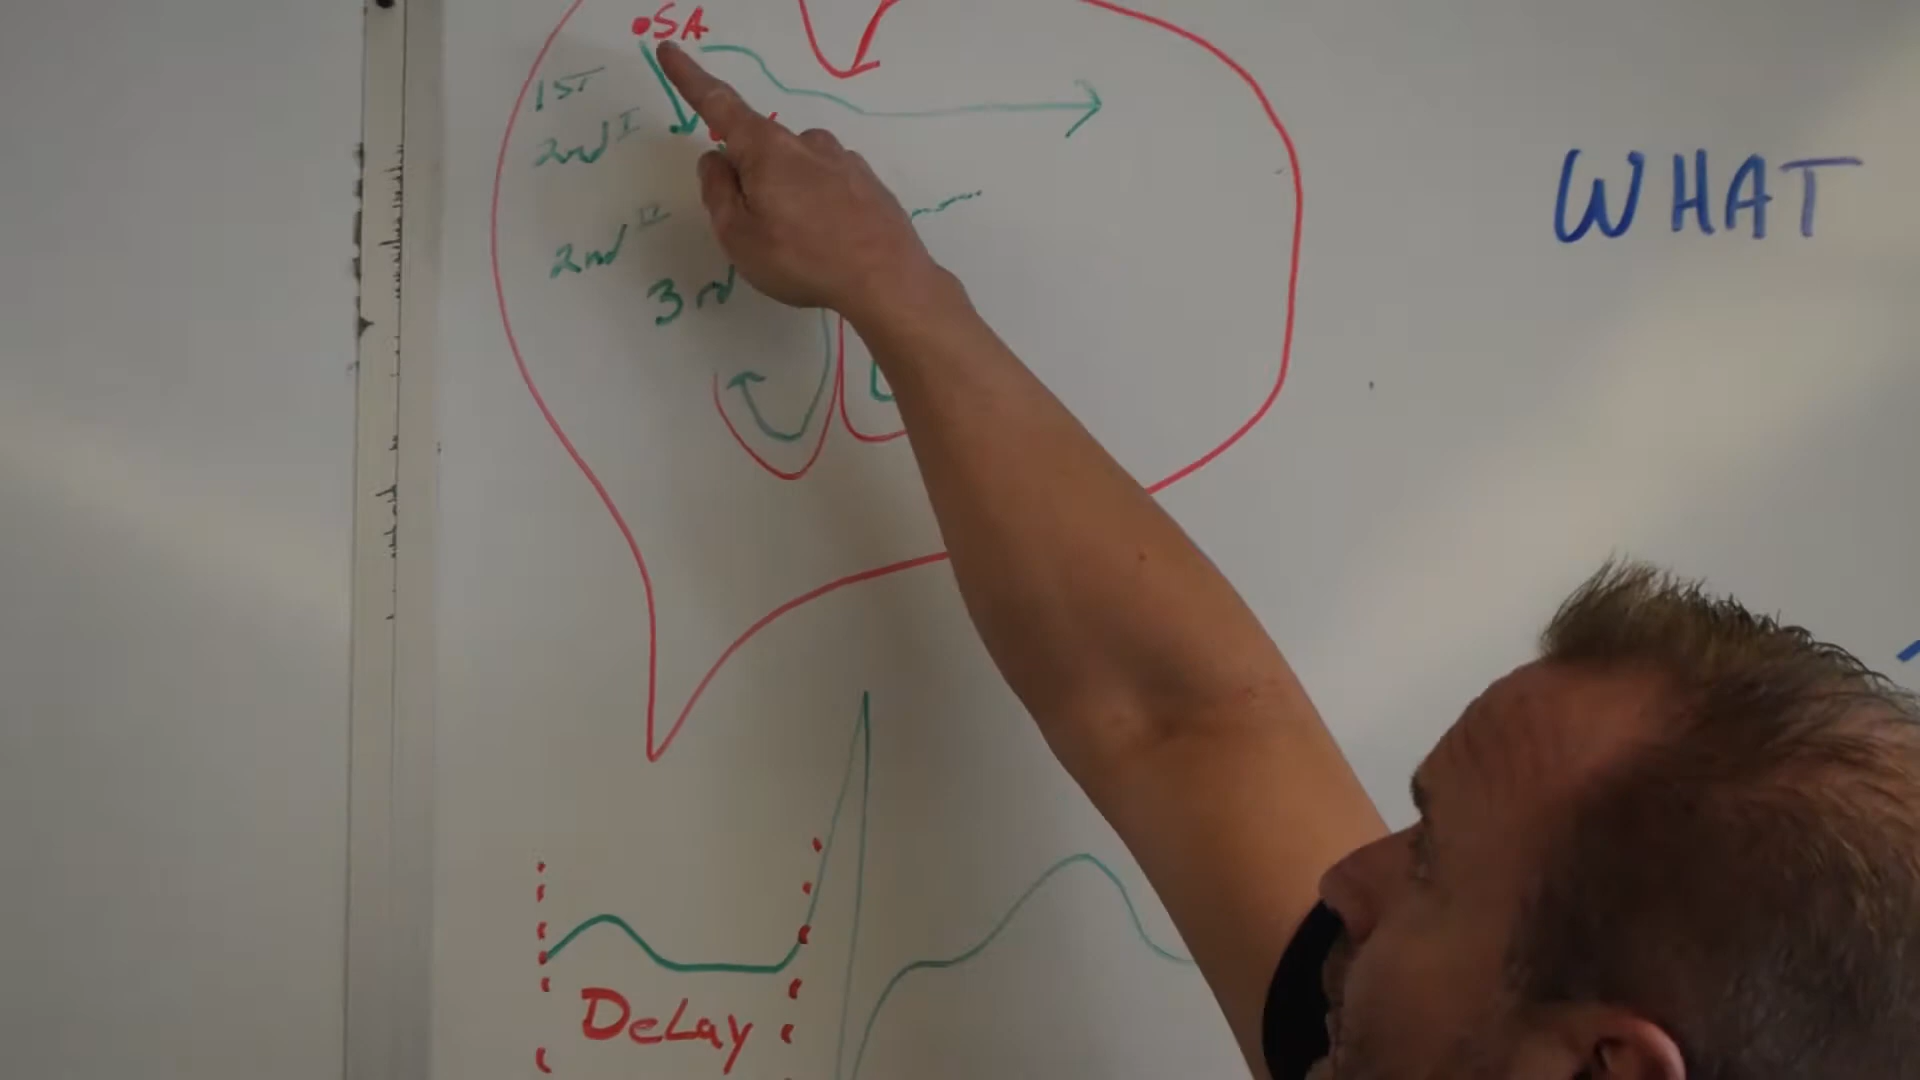 SA
1ST
2nd I
WHAT
2nd II
3rd
DeLay